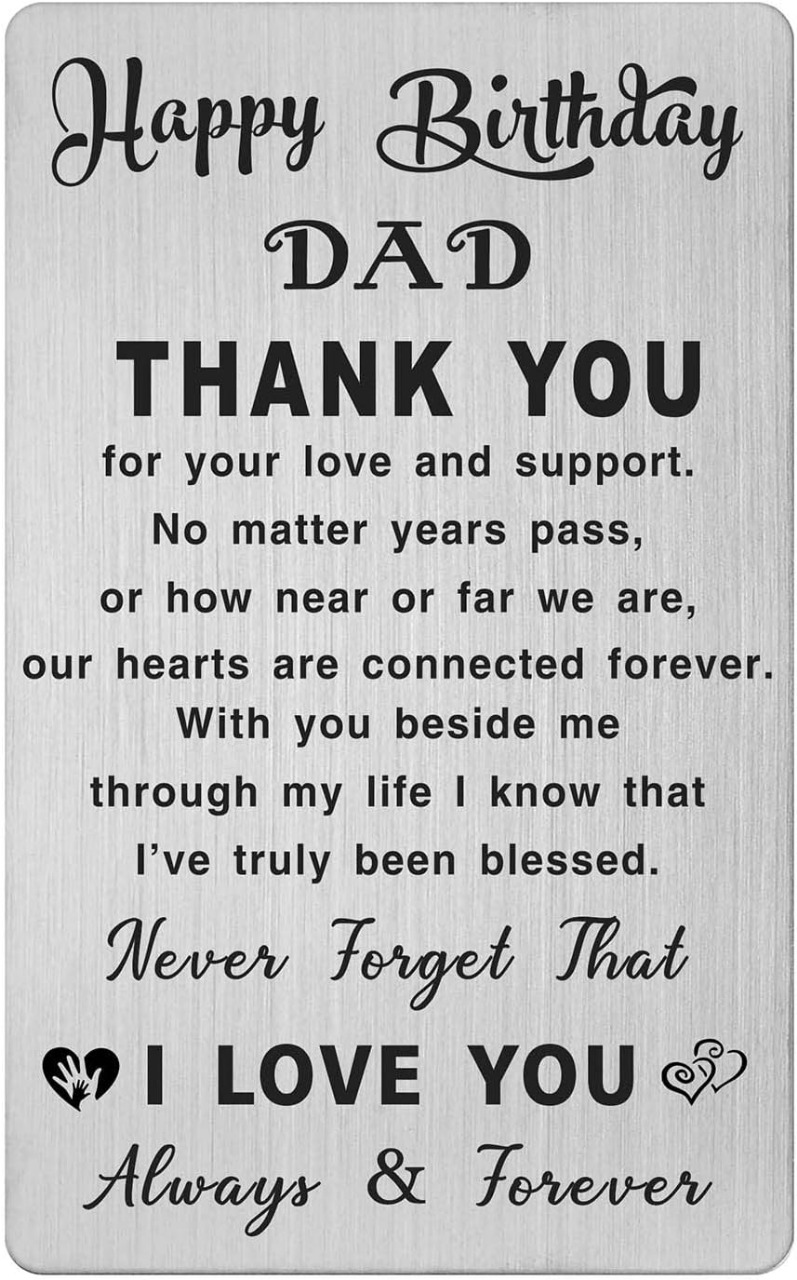 Happy Birthday
DAD
THANK YOU
for your love and support.
No matter years pass,
or how near or far we are,
our hearts are connected forever.
With you beside me
through my life I know that
I’ve truly been blessed.
Never Forget That
I LOVE YOU
Always & Forever